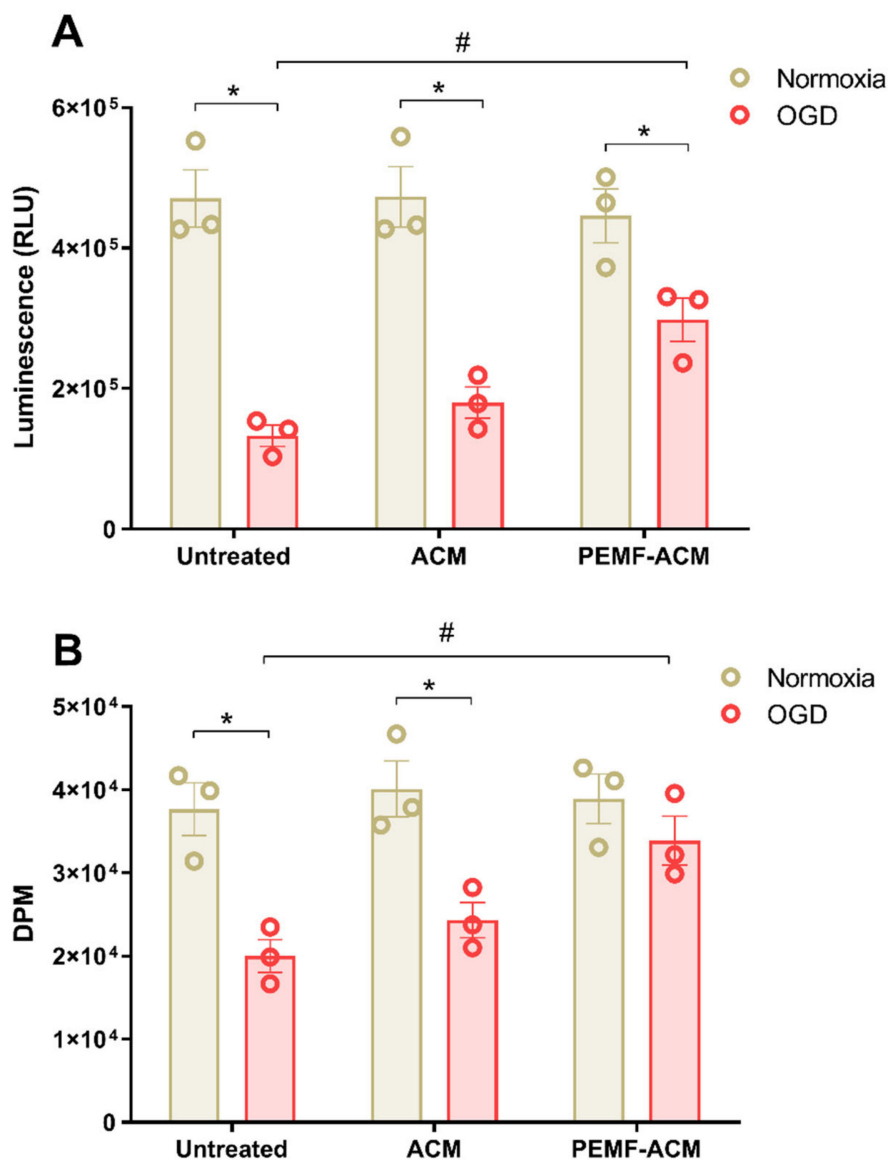 A
#
Normoxia
OGD
* * *
6×10⁵
4×10⁵
2×10⁵
0
Luminescence (RLU)
Untreated ACM PEMF-ACM
B
#
Normoxia
OGD
* *
5×10⁴
4×10⁴
3×10⁴
2×10⁴
1×10⁴
0
DPM
Untreated ACM PEMF-ACM